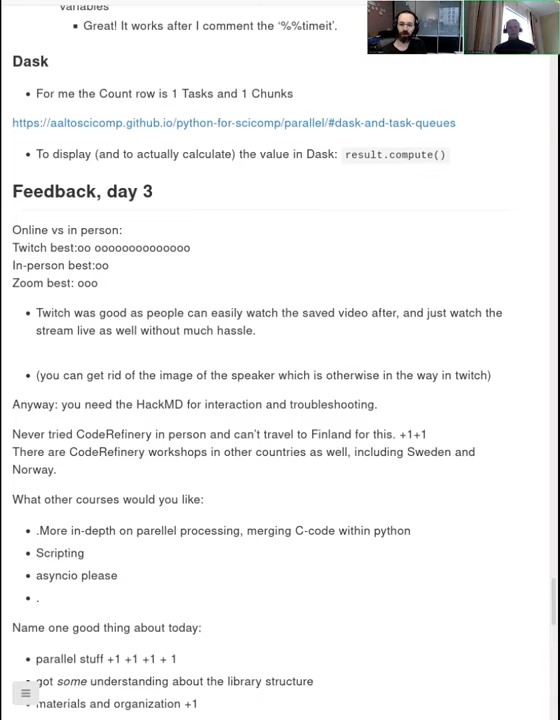 variables
Great! It works after I comment the '%%timeit'.
Dask
For me the Count row is 1 Tasks and 1 Chunks
https://aaltoscicomp.github.io/python-for-scicomp/parallel/#dask-and-task-queues
To display (and to actually calculate) the value in Dask: result.compute()
Feedback, day 3
Online vs in person:
Twitch best:oo oooooooooooooo
In-person best:oo
Zoom best: ooo
Twitch was good as people can easily watch the saved video after, and just watch the
stream live as well without much hassle.
(you can get rid of the image of the speaker which is otherwise in the way in twitch)
Anyway: you need the HackMD for interaction and troubleshooting.
Never tried CodeRefinery in person and can't travel to Finland for this. +1+1
There are CodeRefinery workshops in other countries as well, including Sweden and
Norway.
What other courses would you like:
.More in-depth on parellel processing, merging C-code within python
Scripting
asyncio please
.
Name one good thing about today:
parallel stuff +1 +1 +1 + 1
got some understanding about the library structure
materials and organization +1